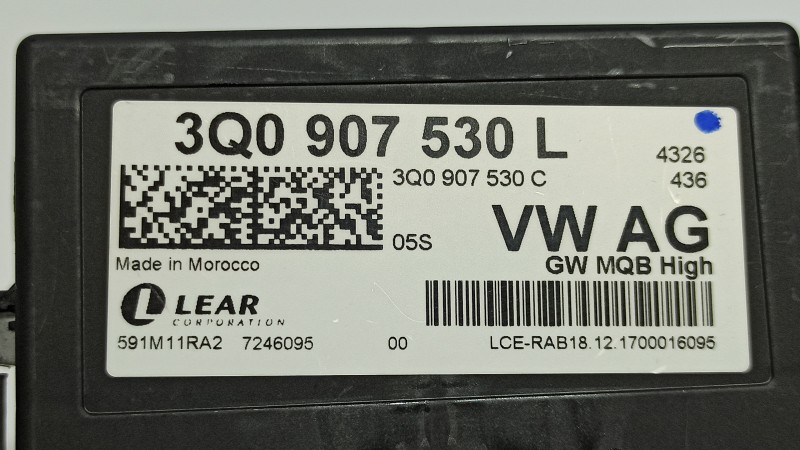 3Q0 907 530 L
4326
3Q0 907 530 C
436
05S
VW AG
GW MQB High
Made in Morocco
LEAR
CORPORATION
591M11RA2 7246095 00 LCE-RAB18.12.1700016095